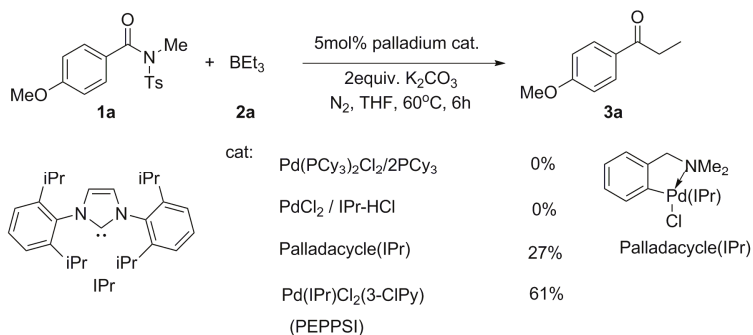 O
Me
N
Ts
MeO
1a
+
BEt3
2a
5mol% palladium cat.
2equiv. K2CO3
N2, THF, 60°C, 6h
O
MeO
3a
iPr
iPr
N
N
iPr
iPr
IPr
cat:
Pd(PCy3)2Cl2/2PCy3 0%
PdCl2 / IPr-HCl 0%
Palladacycle(IPr) 27%
Pd(IPr)Cl2(3-ClPy) 61%
(PEPPSI)
NMe2
Pd(IPr)
Cl
Palladacycle(IPr)